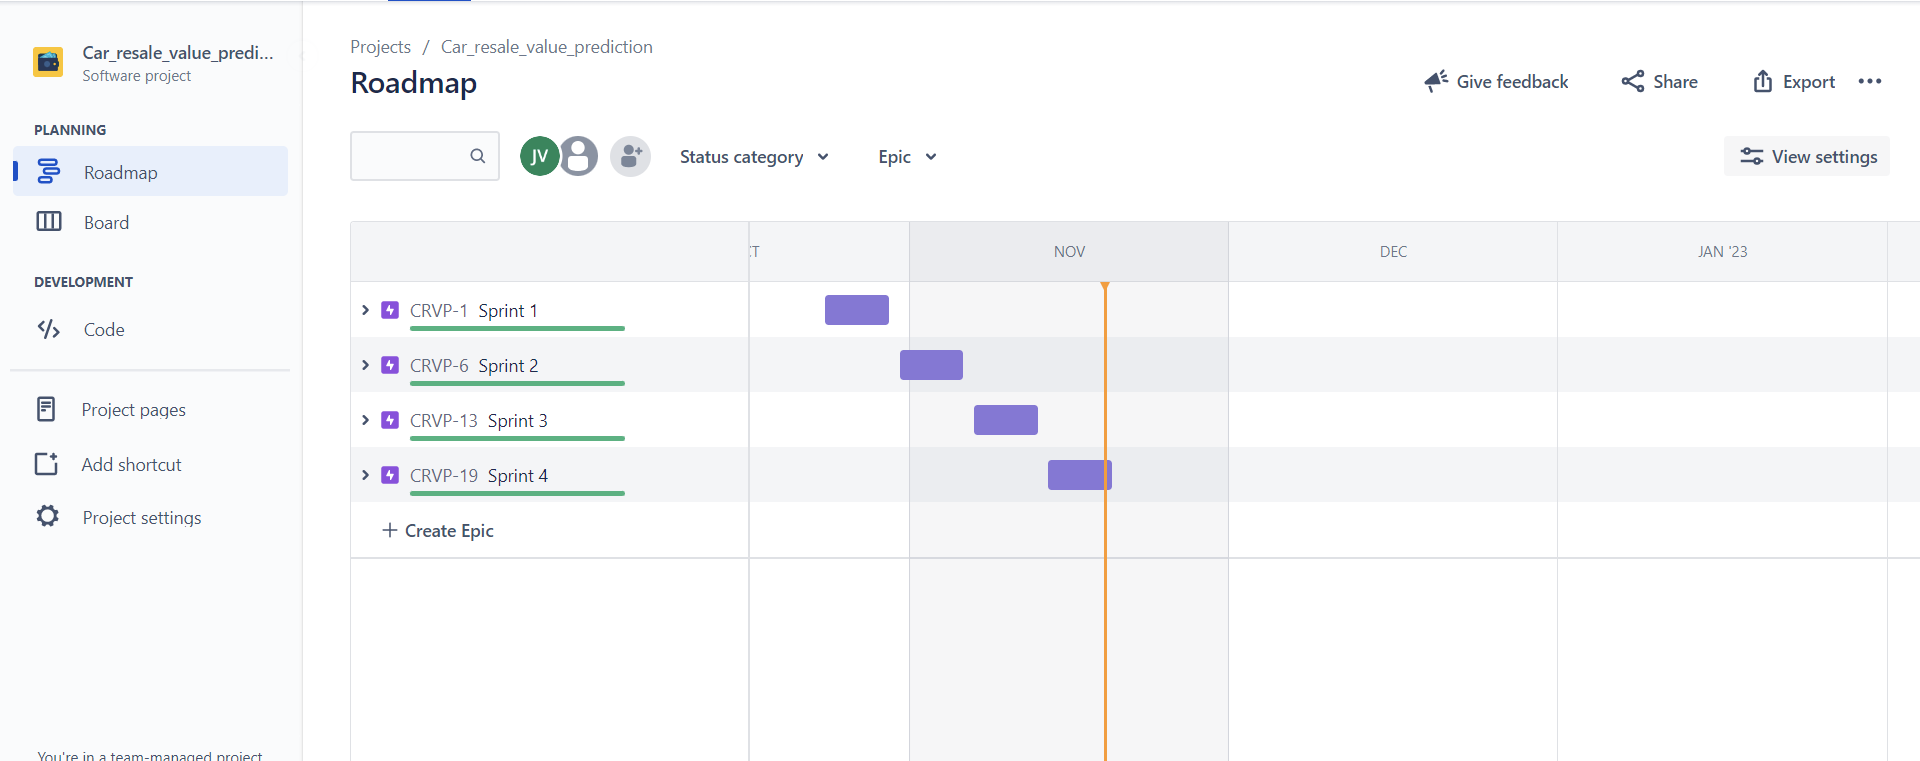 Car_resale_value_predi...
Software project
PLANNING
Roadmap
Board
DEVELOPMENT
Code
Project pages
Add shortcut
Project settings
You're in a team-managed project
Projects / Car_resale_value_prediction
Roadmap
Give feedback
Share
Export
JV
Status category
Epic
View settings
CT
NOV
DEC
JAN '23
CRVP-1 Sprint 1
CRVP-6 Sprint 2
CRVP-13 Sprint 3
CRVP-19 Sprint 4
+ Create Epic